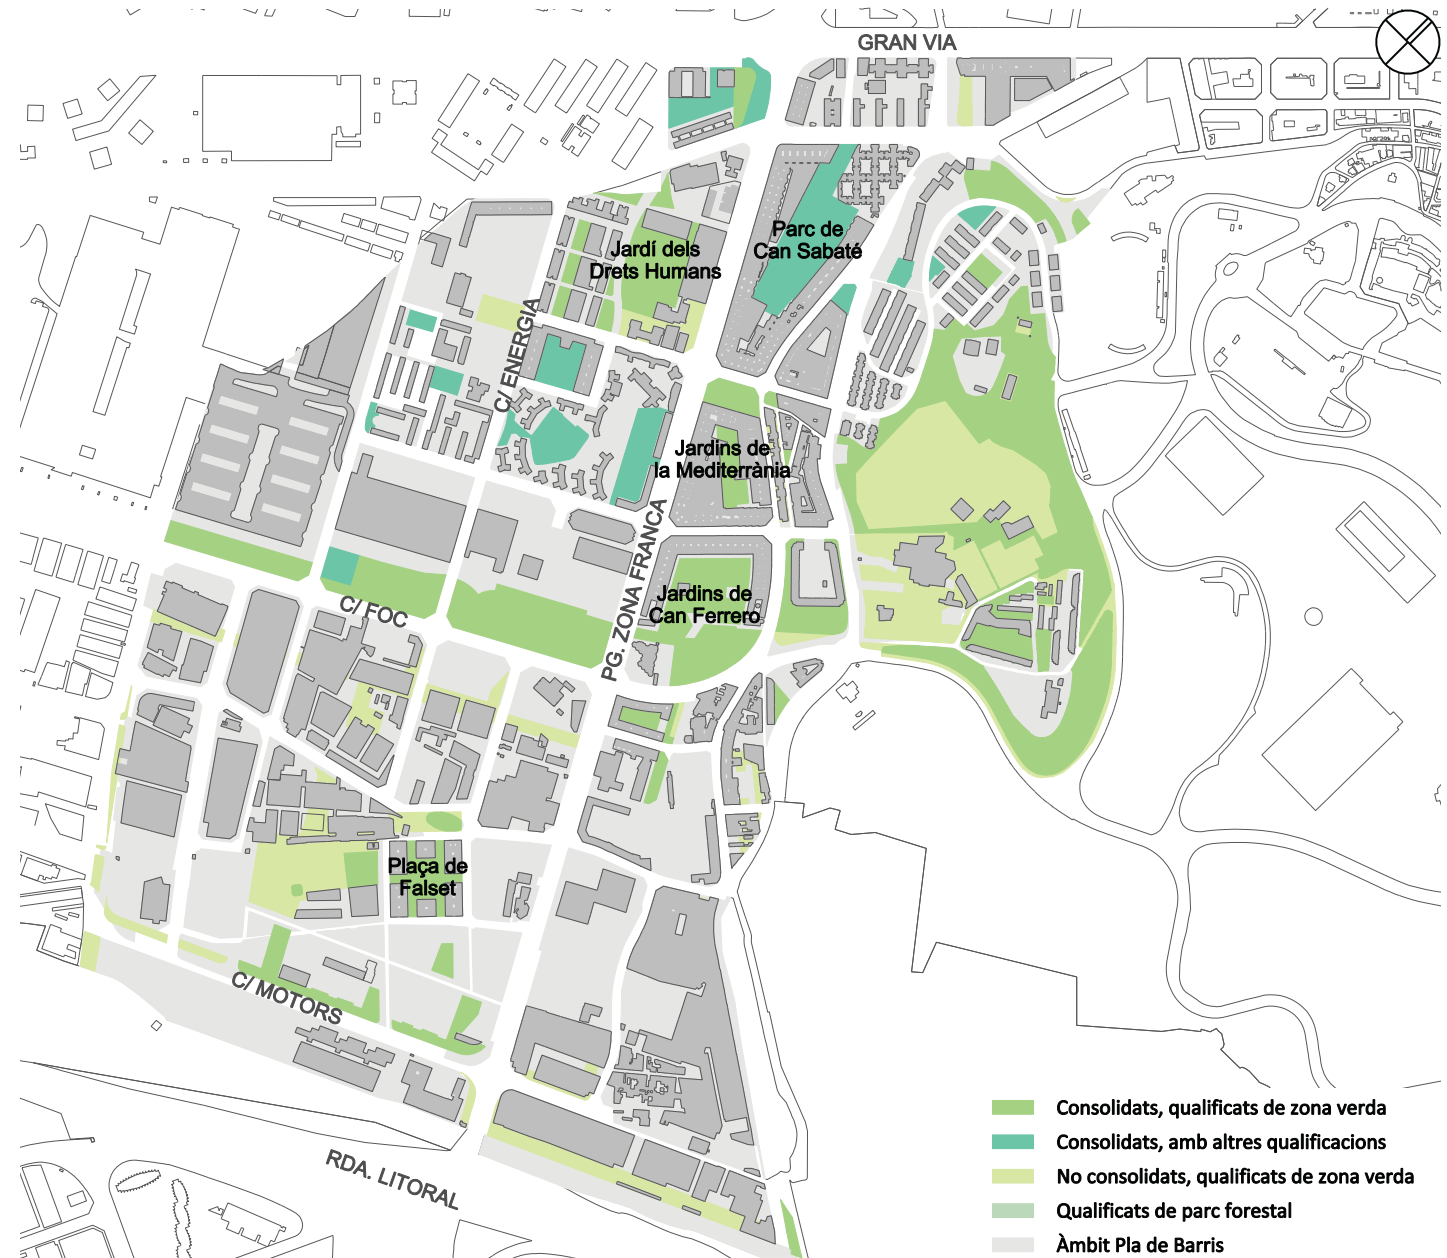 GRAN VIA
Parc de
Can Sabaté
Jardí dels
Drets Humans
C/ ENERGIA
Jardins de
la Mediterrània
PG. ZONA FRANCA
Jardins de
Can Ferrero
C/ FOC
Plaça de
Falset
C/ MOTORS
RDA. LITORAL
Consolidats, qualificats de zona verda
Consolidats, amb altres qualificacions
No consolidats, qualificats de zona verda
Qualificats de parc forestal
Àmbit Pla de Barris